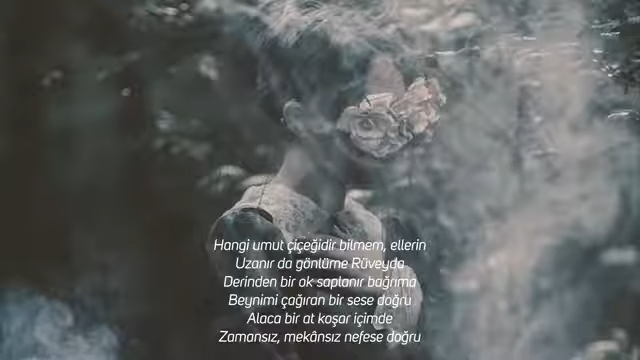 Hangi umut çiçeğidir bilmem, ellerin
Uzanır da gönlüme Rüveyda
Derinden bir ok saplanır bağrıma
Beynimi çağıran bir sese doğru
Alaca bir at koşar içimde
Zamansız, mekânsız nefese doğru